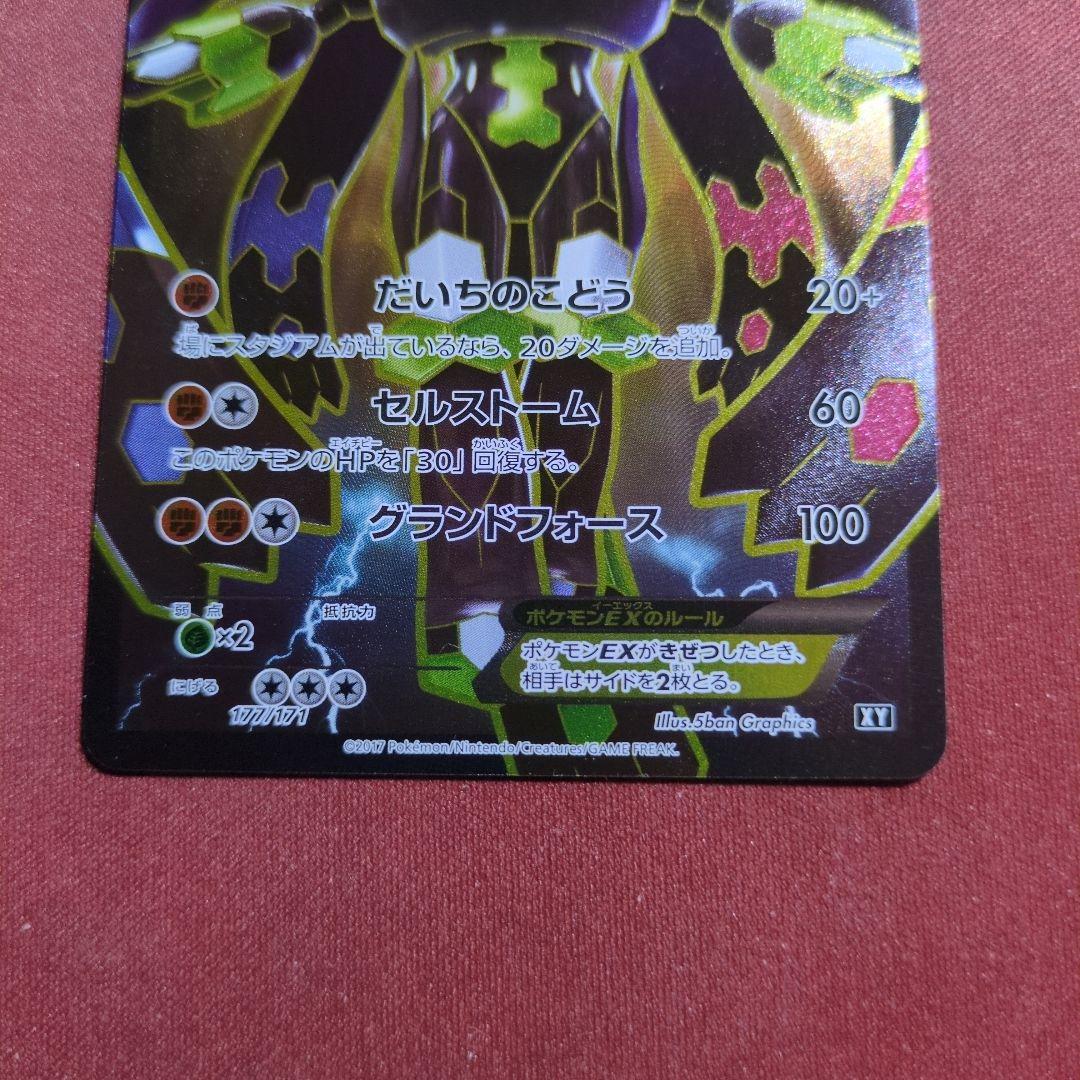 だいちのこどう 20+
場にスタジアムが出ているなら、20ダメージを追加。
セルストーム 60
このポケモンのHPを「30」回復する。
グランドフォース 100
弱点 抵抗力
×2
にげる
177/171
ポケモンEXのルール
ポケモンEXがきぜつしたとき、
相手はサイドを2枚とる。
Illus.5ban Graphics XY
©2017 Pokémon/Nintendo/Creatures/GAME FREAK.